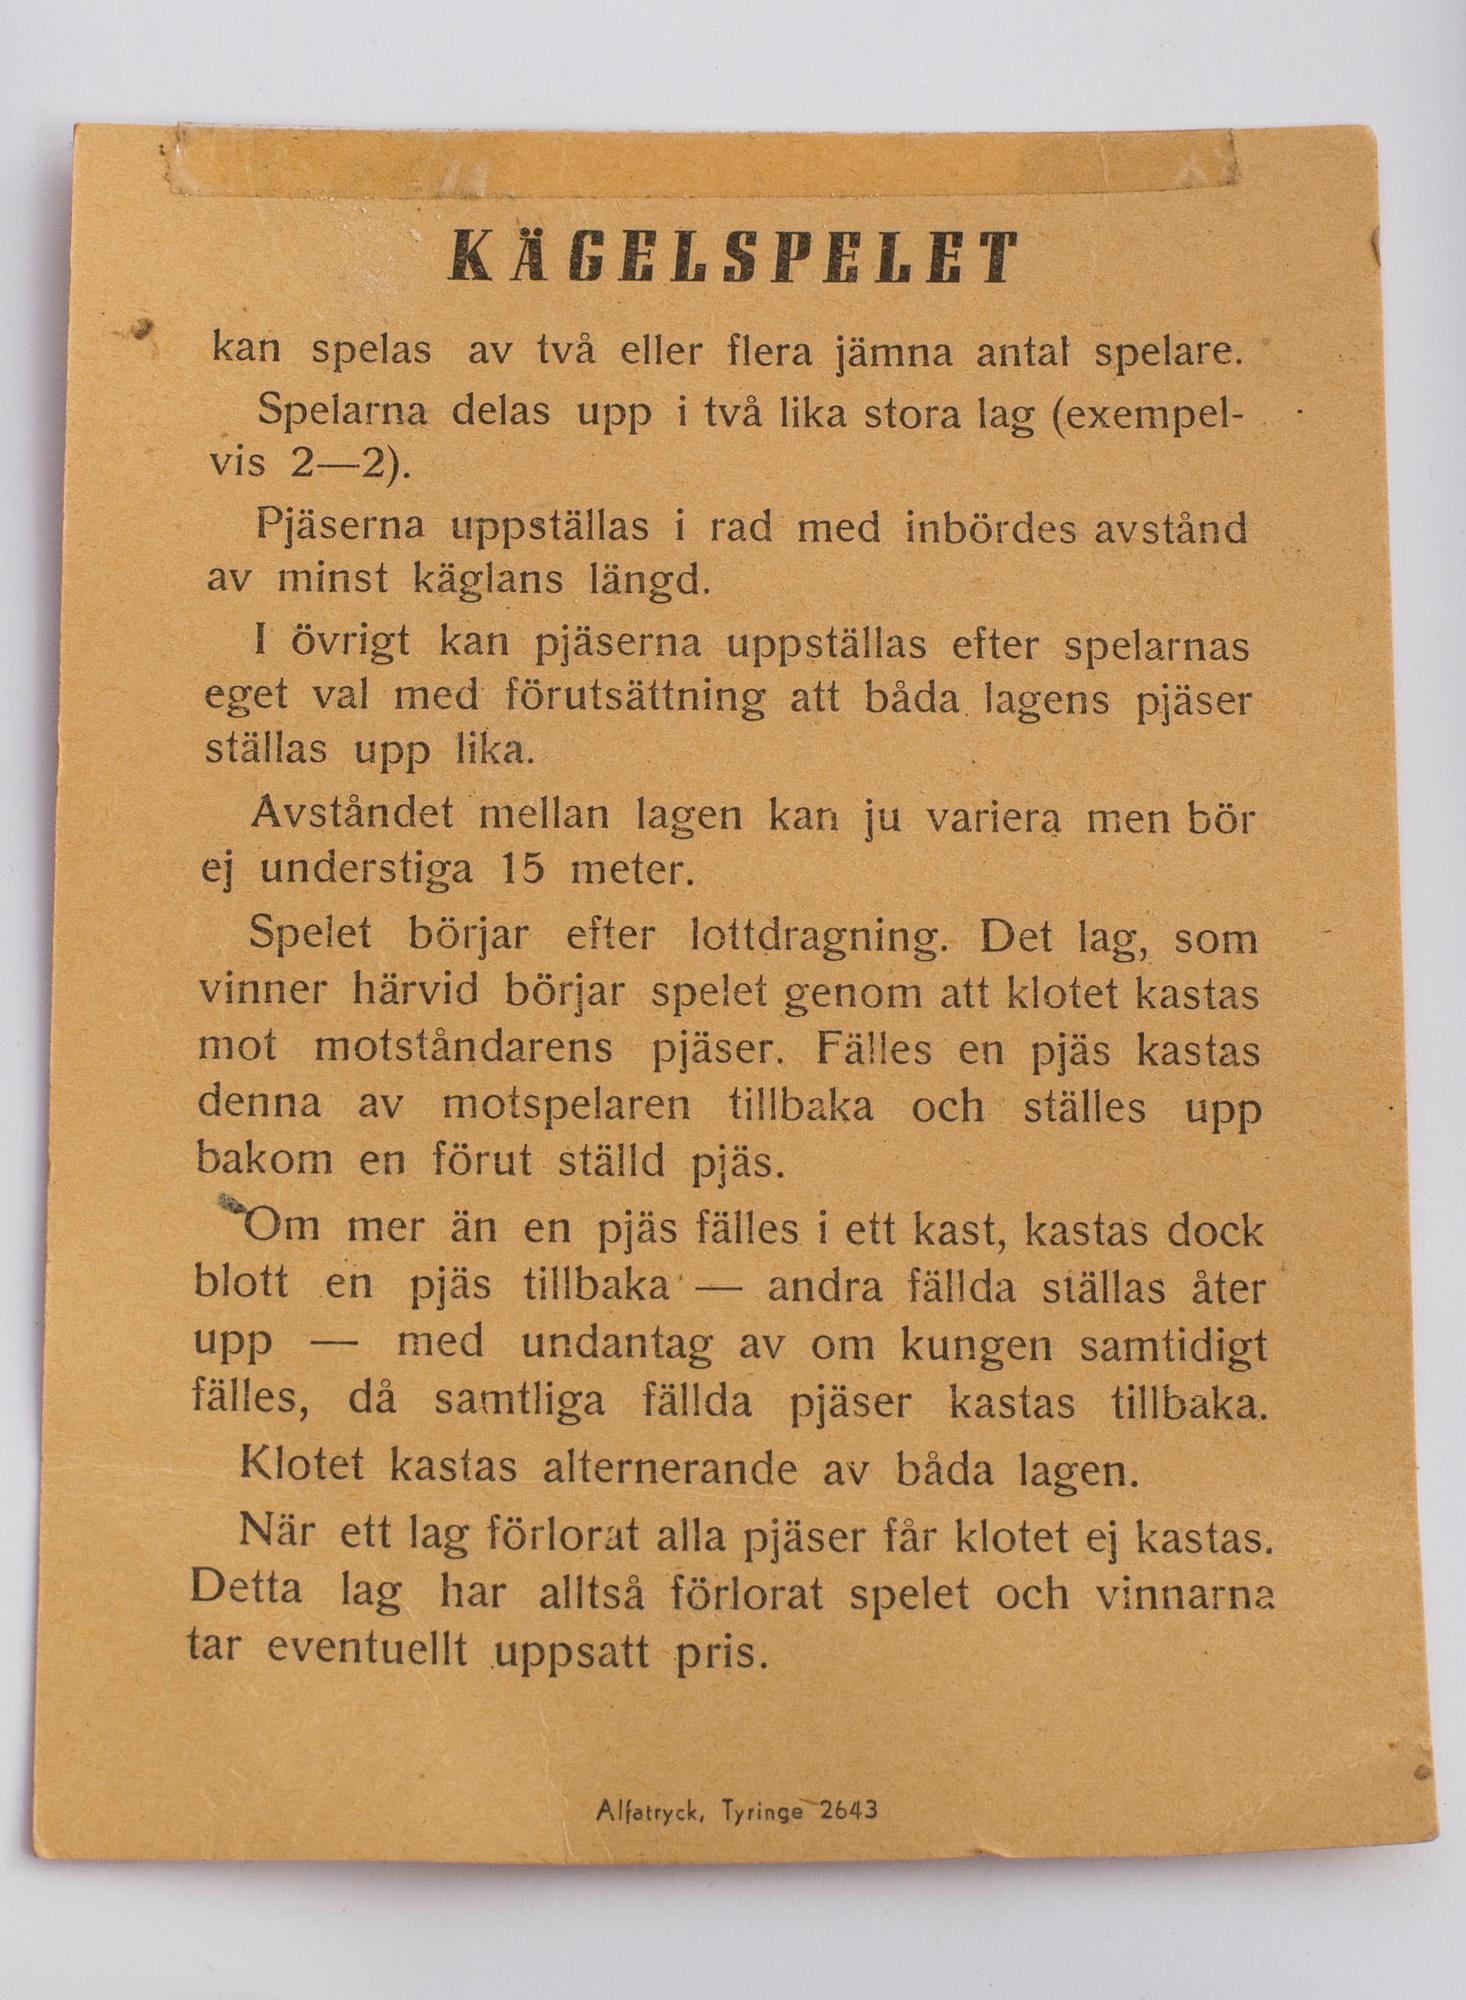 KÄGELSPELET
kan spelas av två eller flera jämna antal spelare.
Spelarna delas upp i två lika stora lag (exempel-
vis 2—2).
Pjäserna uppställas i rad med inbördes avstånd
av minst käglans längd.
I övrigt kan pjäserna uppställas efter spelarnas
eget val med förutsättning att båda lagens pjäser
ställas upp lika.
Avståndet mellan lagen kan ju variera men bör
ej understiga 15 meter.
Spelet börjar efter lottdragning. Det lag, som
vinner härvid börjar spelet genom att klotet kastas
mot motståndarens pjäser. Fälles en pjäs kastas
denna av motspelaren tillbaka och ställes upp
bakom en förut ställd pjäs.
Om mer än en pjäs fälles i ett kast, kastas dock
blott en pjäs tillbaka — andra fällda ställas åter
upp — med undantag av om kungen samtidigt
fälles, då samtliga fällda pjäser kastas tillbaka.
Klotet kastas alternerande av båda lagen.
När ett lag förlorat alla pjäser får klotet ej kastas.
Detta lag har alltså förlorat spelet och vinnarna
tar eventuellt uppsatt pris.
Alfatryck, Tyringe 2643